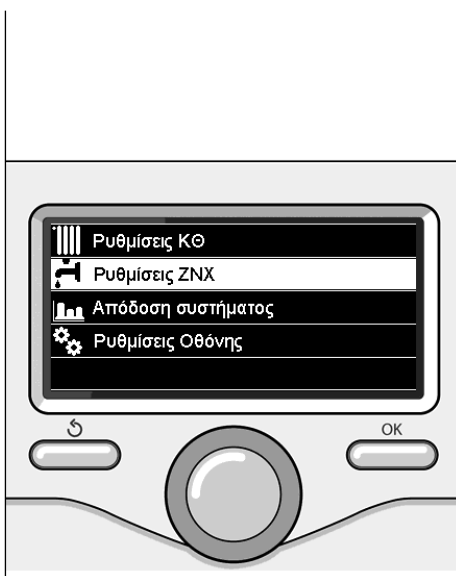 Ρυθμίσεις ΚΘ
Ρυθμίσεις ΖΝΧ
Απόδοση συστήματος
Ρυθμίσεις Οθόνης
OK